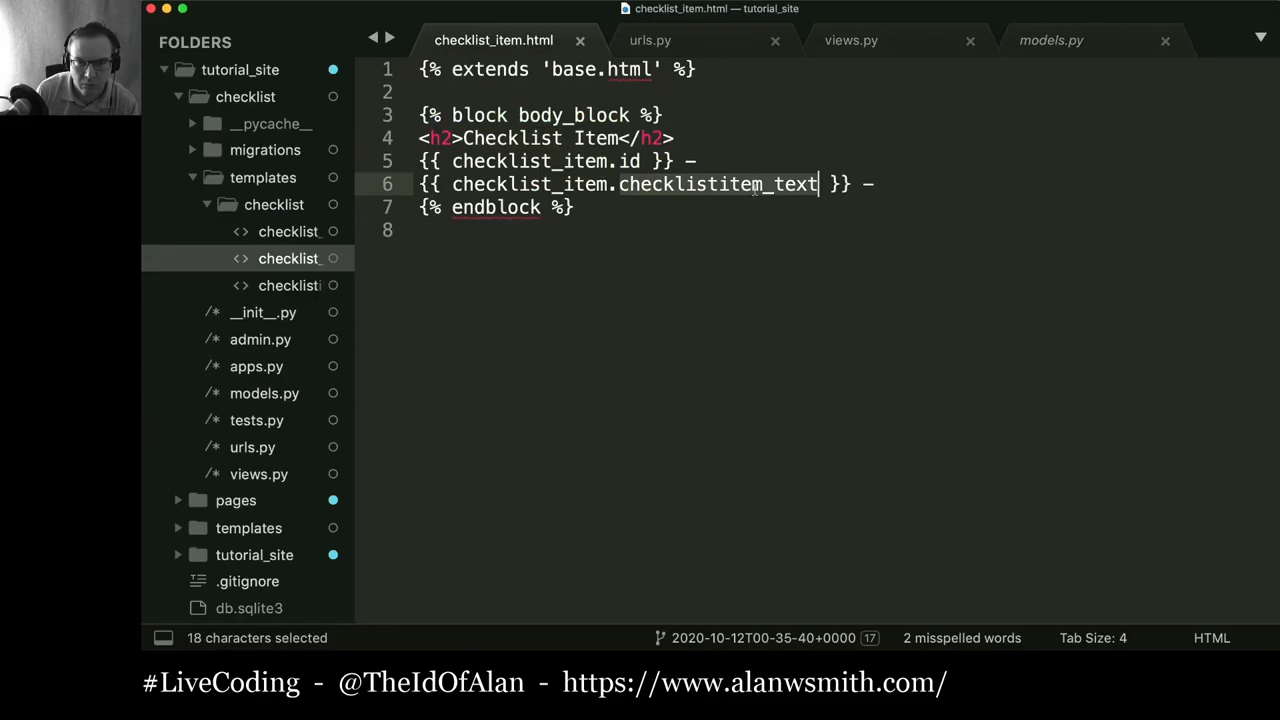 checklist_item.html — tutorial_site
FOLDERS
tutorial_site
checklist
__pycache__
migrations
templates
checklist
checklist_
checklist_
checklisti
__init__.py
admin.py
apps.py
models.py
tests.py
urls.py
views.py
pages
templates
tutorial_site
.gitignore
db.sqlite3
checklist_item.html
urls.py
views.py
models.py
1 {% extends 'base.html' %}
2
3 {% block body_block %}
4 <h2>Checklist Item</h2>
5 {{ checklist_item.id }} -
6 {{ checklist_item.checklistitem_text }} -
7 {% endblock %}
8
18 characters selected
2020-10-12T00-35-40+0000 17
2 misspelled words
Tab Size: 4
HTML
#LiveCoding - @TheIdOfAlan - https://www.alanwsmith.com/